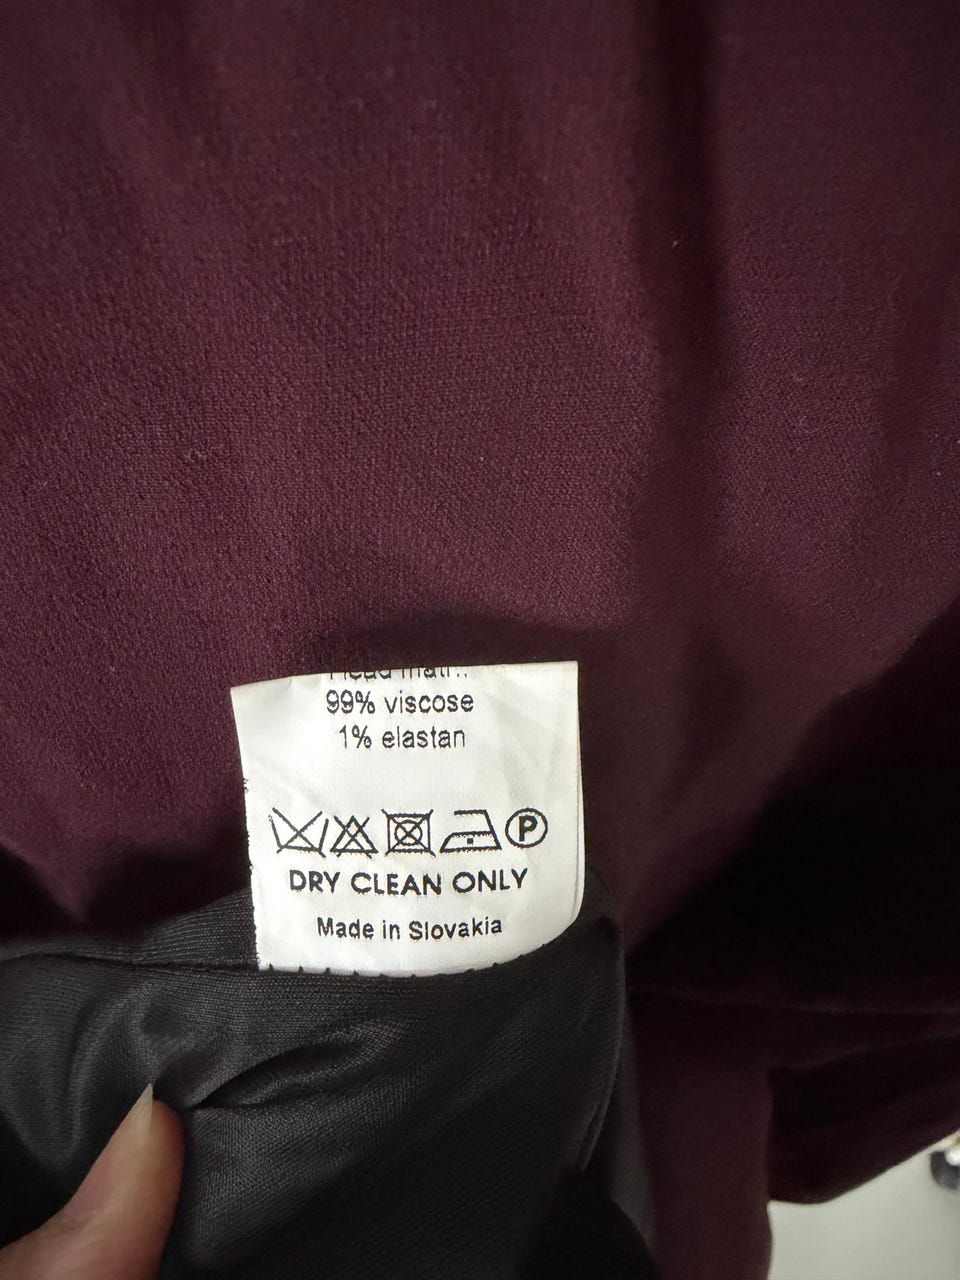 99% viscose
1% elastan
P
DRY CLEAN ONLY
Made in Slovakia